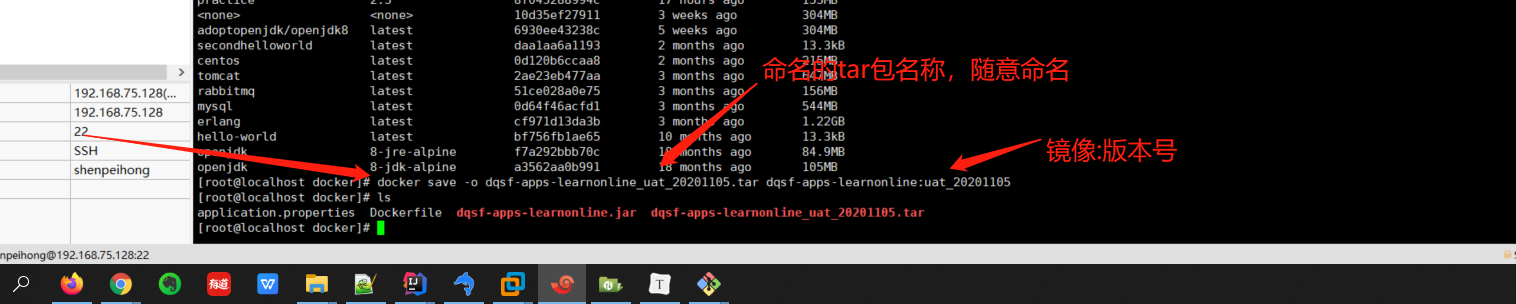 practice 2.5 17 hours ago 155MB
<none> <none> 10d35ef27911 3 weeks ago 304MB
adoptopenjdk/openjdk8 latest 6930ee43238c 5 weeks ago 304MB
secondhelloworld latest daa1aa6a1193 2 months ago 13.3kB
centos latest 0d120b6ccaa8 2 months ago 215MB
tomcat latest 2ae23eb477aa 3 months ago 647MB
命名的tar包名称，随意命名
rabbitmq latest 51ce028a0e75 3 months ago 156MB
mysql latest 0d64f46acfd1 3 months ago 544MB
erlang latest cf971d13da3b 3 months ago 1.22GB
hello-world latest bf756fb1ae65 10 months ago 13.3kB
openjdk 8-jre-alpine f7a292bbb70c 18 months ago 84.9MB
镜像:版本号
openjdk 8-jdk-alpine a3562aa0b991 18 months ago 105MB
[root@localhost docker]# docker save -o dqsf-apps-learnonline_uat_20201105.tar dqsf-apps-learnonline:uat_20201105
[root@localhost docker]# ls
application.properties Dockerfile dqsf-apps-learnonline.jar dqsf-apps-learnonline_uat_20201105.tar
[root@localhost docker]#
192.168.75.128(...
192.168.75.128
22
SSH
shenpeihong
npeihong@192.168.75.128:22
有道
W
IJ
T